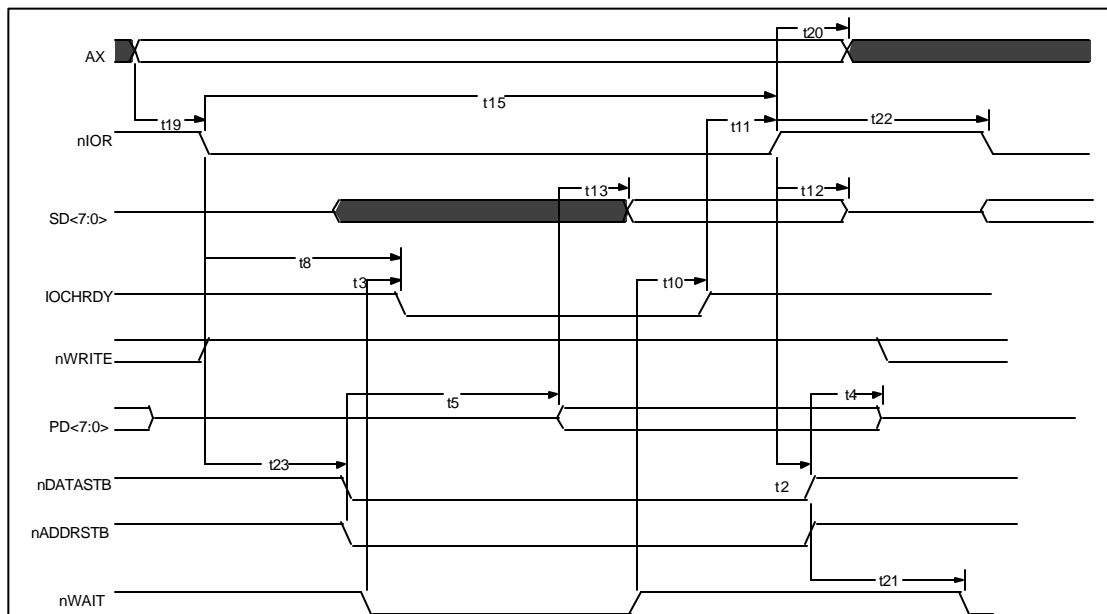 t20
AX
t15
t19
t11
t22
nIOR
t13
t12
SD<7:0>
t8
t3
t10
IOCHRDY
nWRITE
t5
t4
PD<7:0>
t23
nDATASTB
t2
nADDRSTB
t21
nWAIT